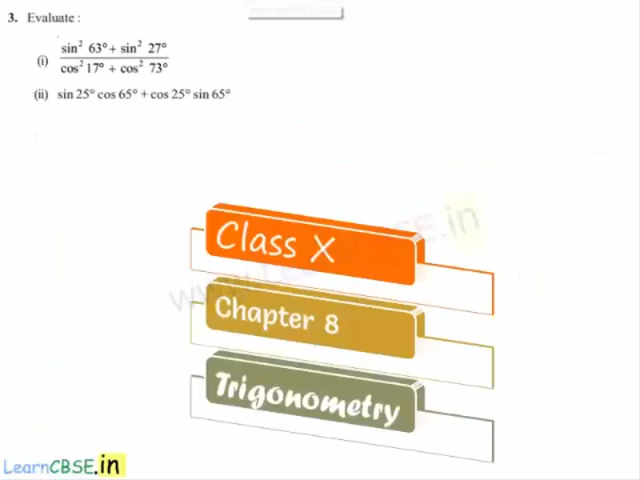 3. Evaluate :
(i) sin² 63° + sin² 27°
cos² 17° + cos² 73°
(ii) sin 25° cos 65° + cos 25° sin 65°
Class X
Chapter 8
Trigonometry
LearnCBSE.in